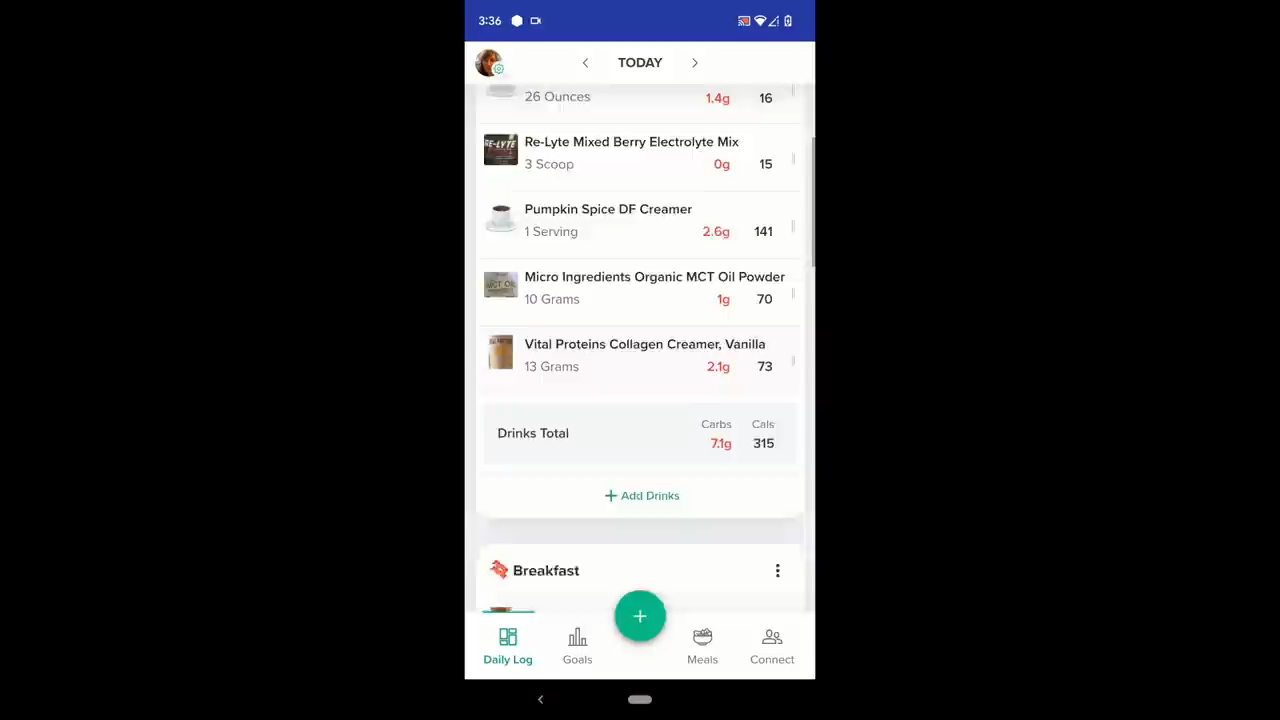 3:36
TODAY
26 Ounces 1.4g 16
Re-Lyte Mixed Berry Electrolyte Mix
3 Scoop 0g 15
Pumpkin Spice DF Creamer
1 Serving 2.6g 141
Micro Ingredients Organic MCT Oil Powder
10 Grams 1g 70
Vital Proteins Collagen Creamer, Vanilla
13 Grams 2.1g 73
Carbs Cals
Drinks Total 7.1g 315
+ Add Drinks
Breakfast
Daily Log Goals Meals Connect